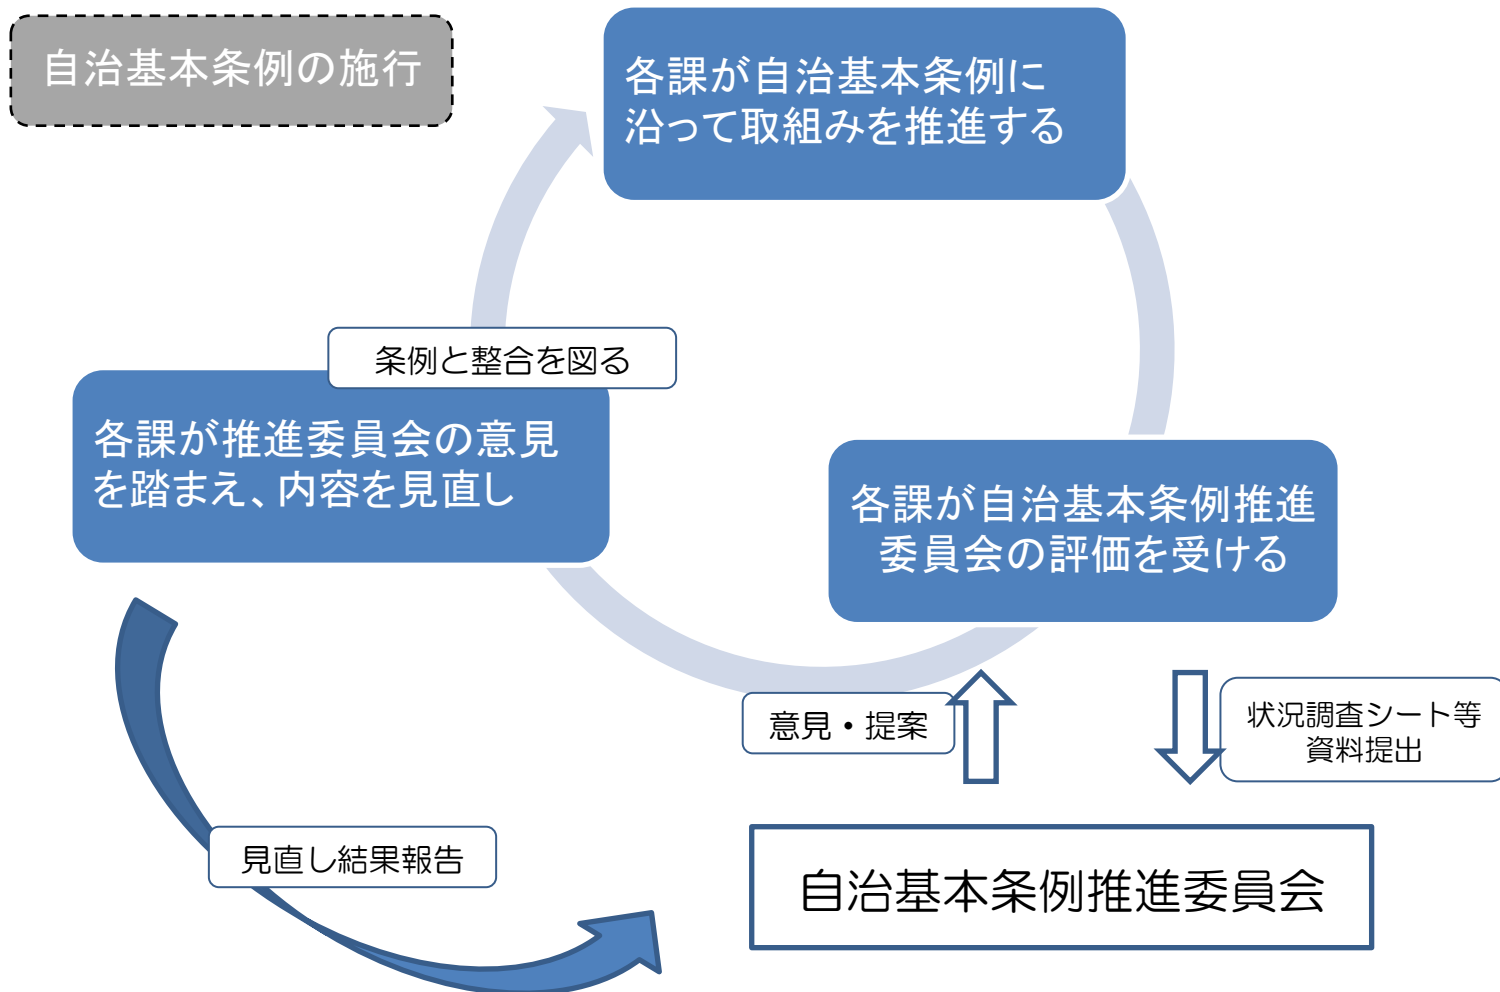 自治基本条例の施行
各課が自治基本条例に
沿って取組みを推進する
条例と整合を図る
各課が推進委員会の意見
を踏まえ、内容を見直し
各課が自治基本条例推進
委員会の評価を受ける
意見・提案
状況調査シート等
資料提出
見直し結果報告
自治基本条例推進委員会